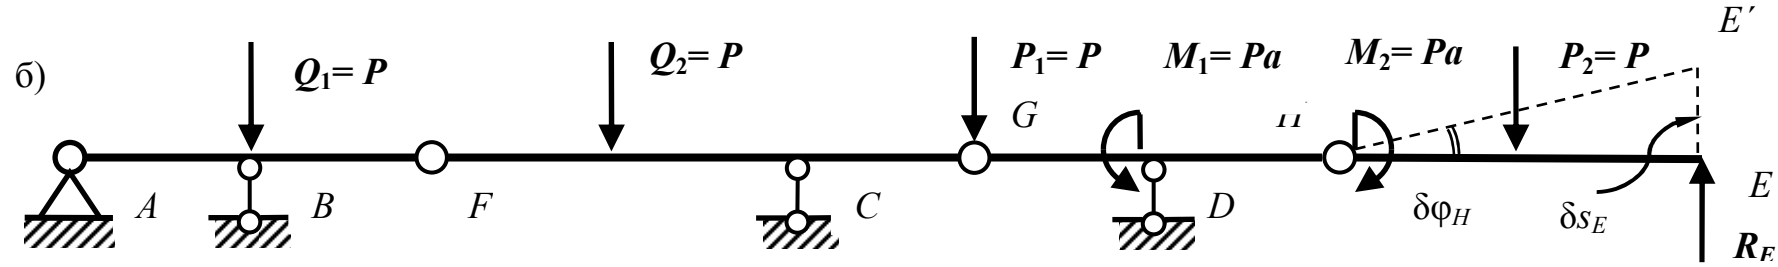 E´
б)
Q₁= P
Q₂= P
P₁= P
M₁= Pa
M₂= Pa
P₂= P
G
A
B
F
C
D
δφ_H
δs_E
E
R_E